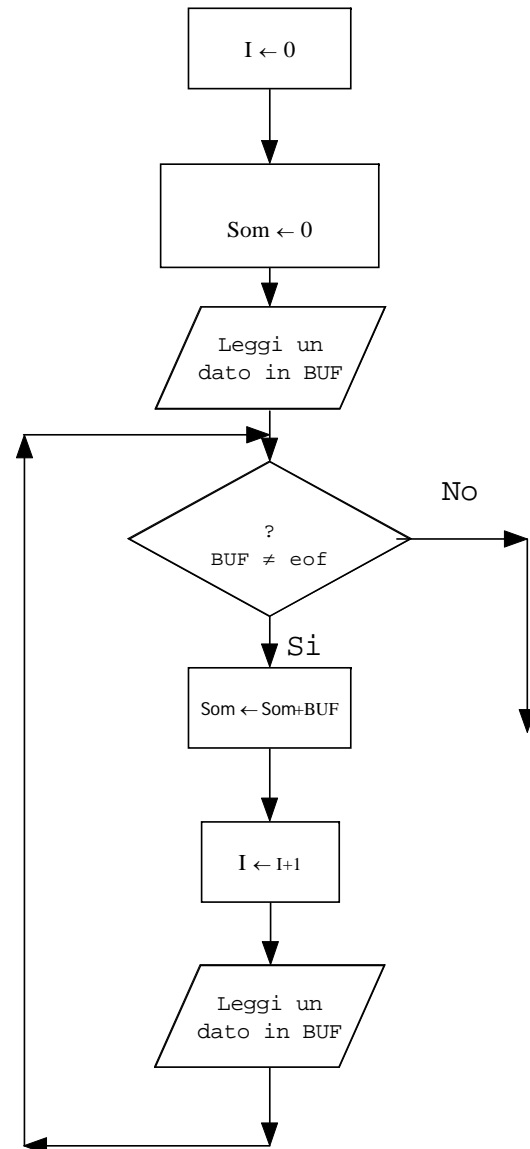 I ← 0
Som ← 0
Leggi un
dato in BUF
?
BUF ≠ eof
No
Si
Som ← Som+BUF
I ← I+1
Leggi un
dato in BUF